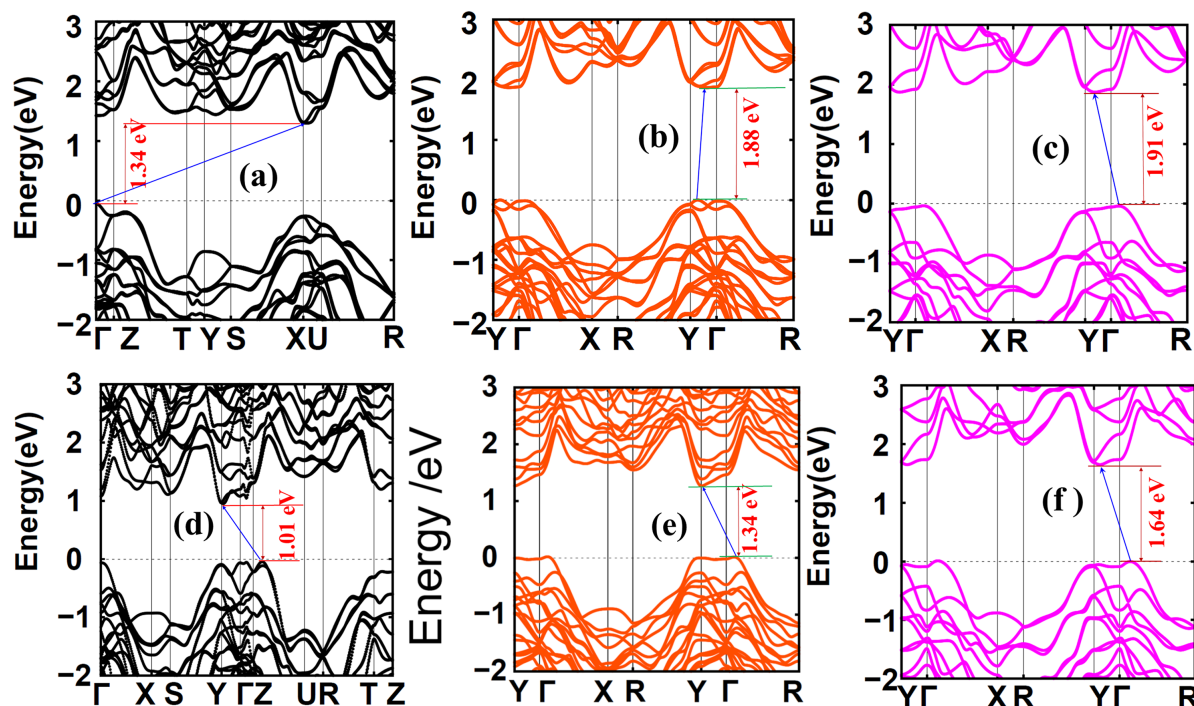 Energy(eV)
3
2
1
0
−1
−2
1.34 eV
(a)
Γ Z T Y S X U R
Energy(eV)
3
2
1
0
−1
−2
(b)
1.88 eV
Y Γ X R Y Γ R
Energy(eV)
3
2
1
0
−1
−2
(c)
1.91 eV
Y Γ X R Y Γ R
Energy(eV)
3
2
1
0
−1
−2
(d)
1.01 eV
Γ X S Y Γ Z U R T Z
Energy /eV
3
2
1
0
−1
−2
(e)
1.34 eV
Y Γ X R Y Γ R
Energy(eV)
3
2
1
0
−1
−2
(f )
1.64 eV
Y Γ X R Y Γ R